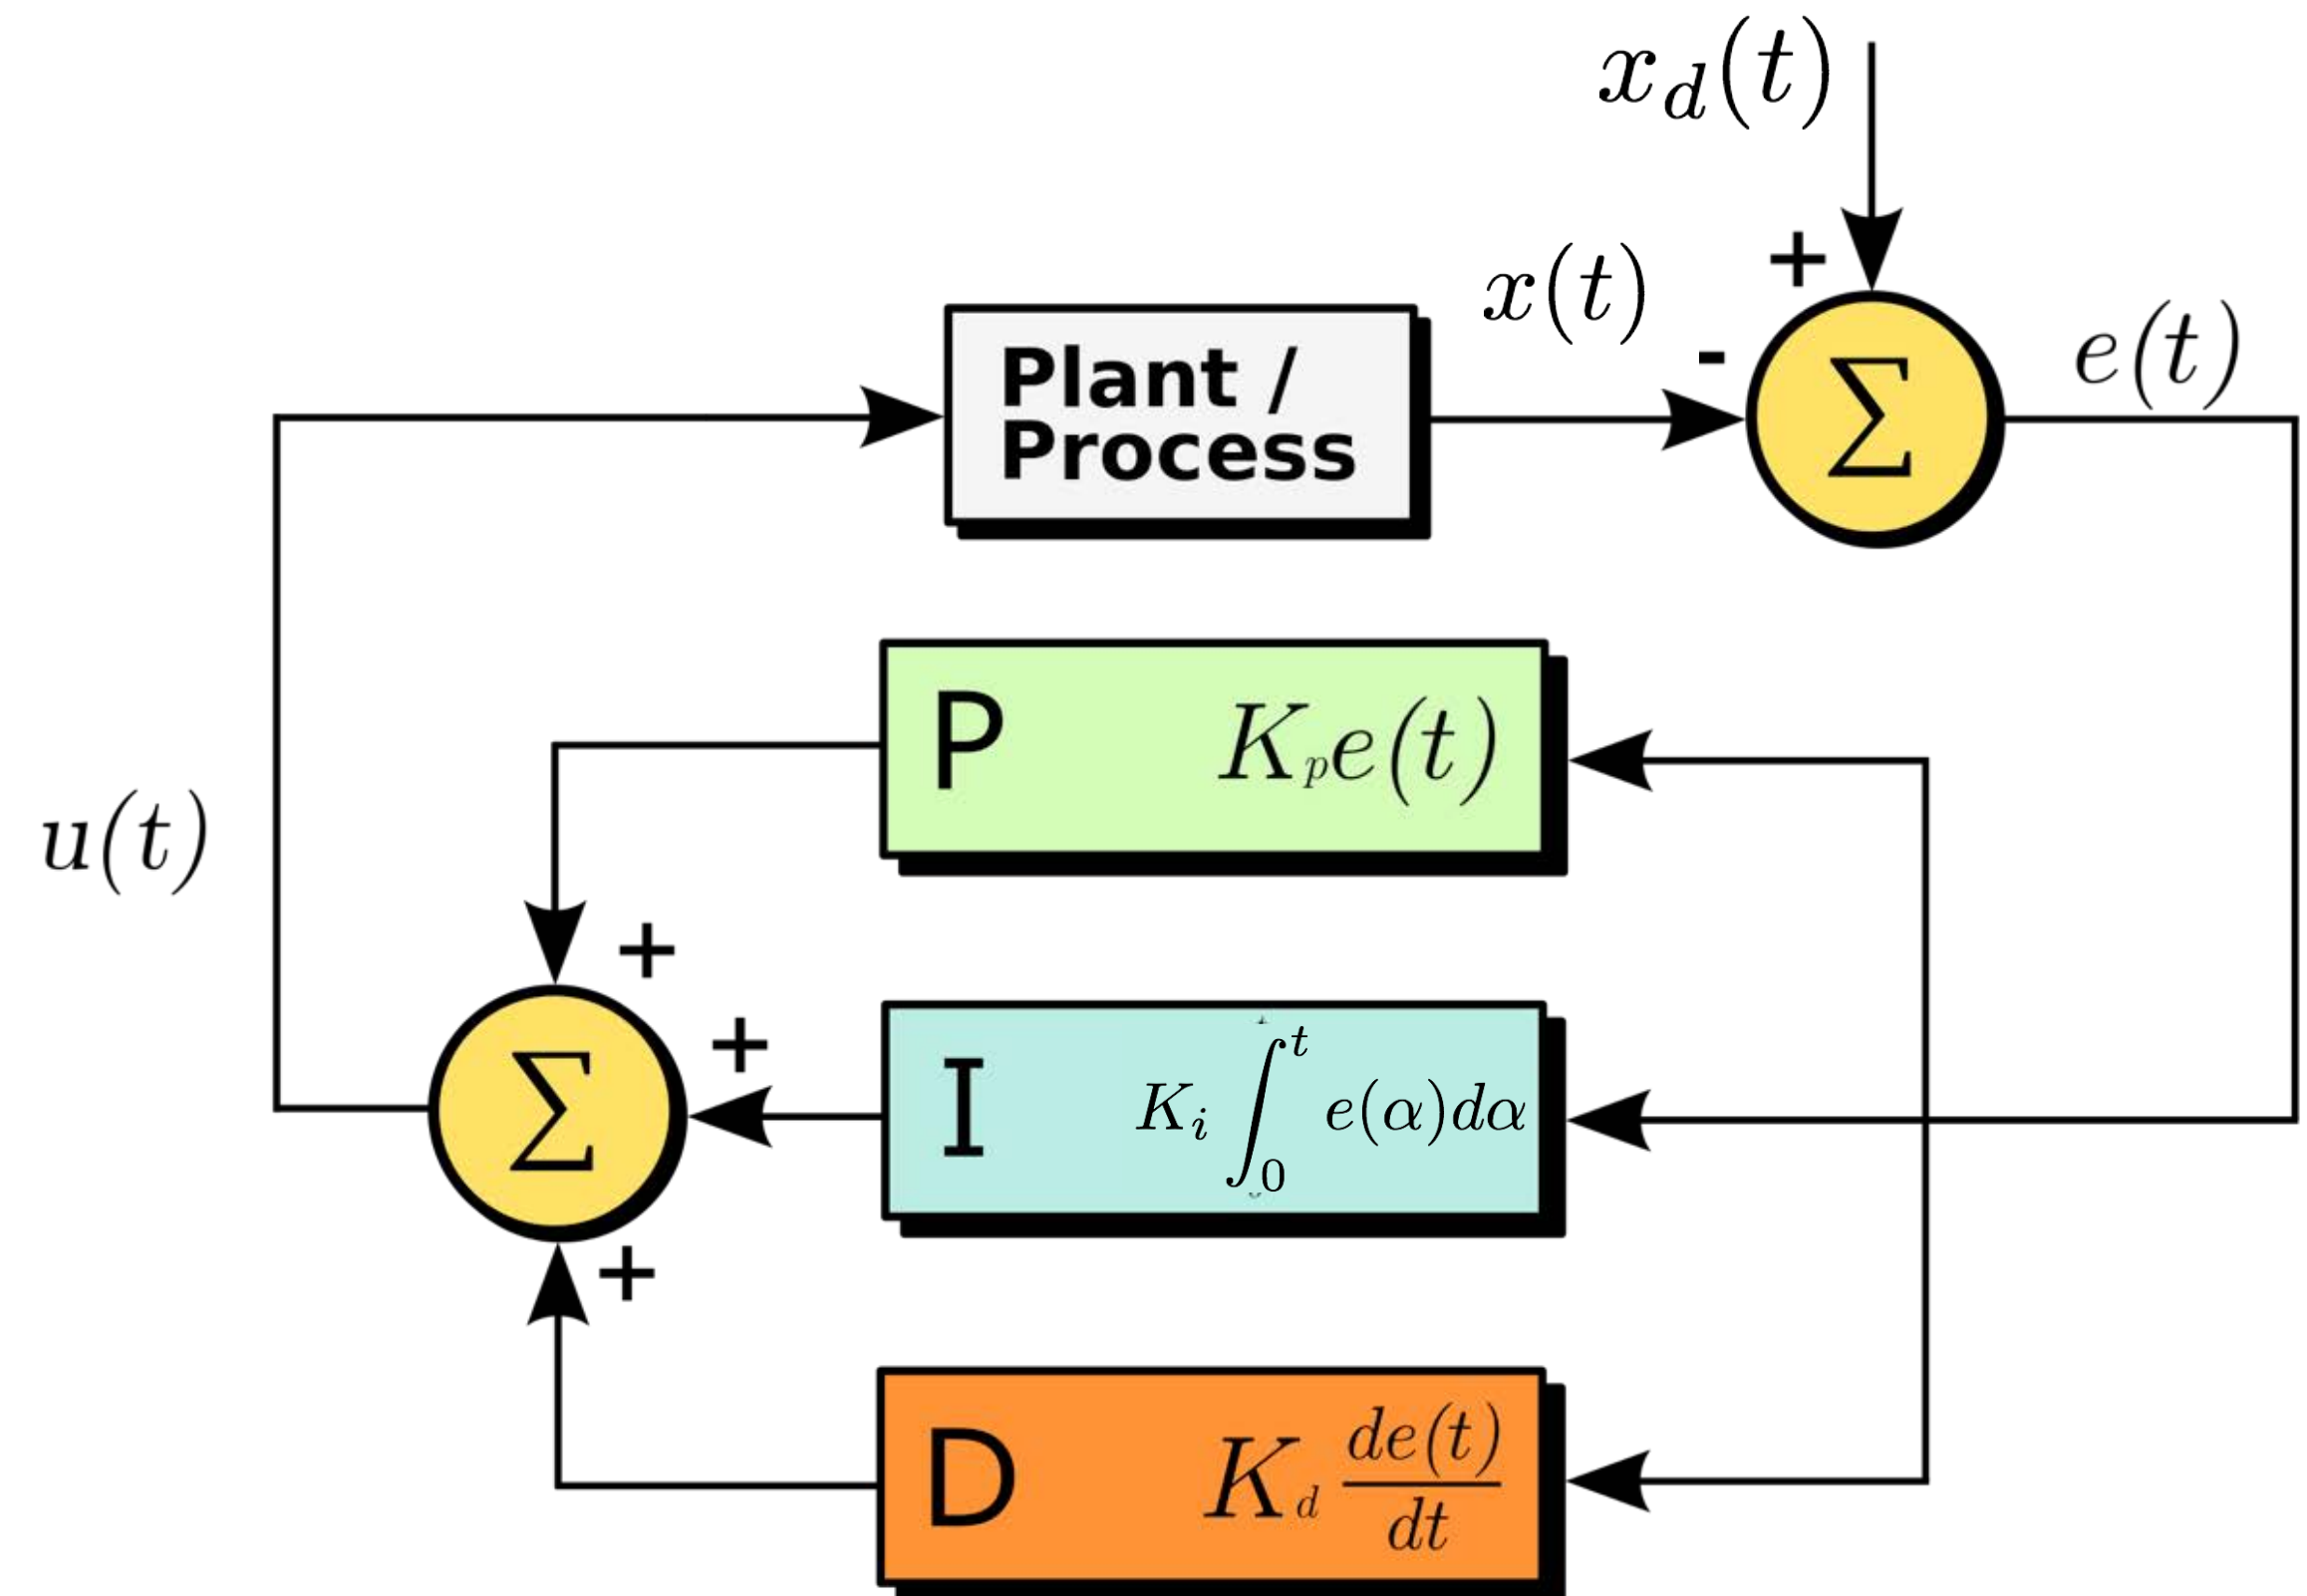 x_d(t)
+
x(t)
-
e(t)
Plant /
Process
Σ
P K_p e(t)
u(t)
+
+
Σ
I K_i ∫_0^t e(α)dα
+
D K_d de(t)/dt